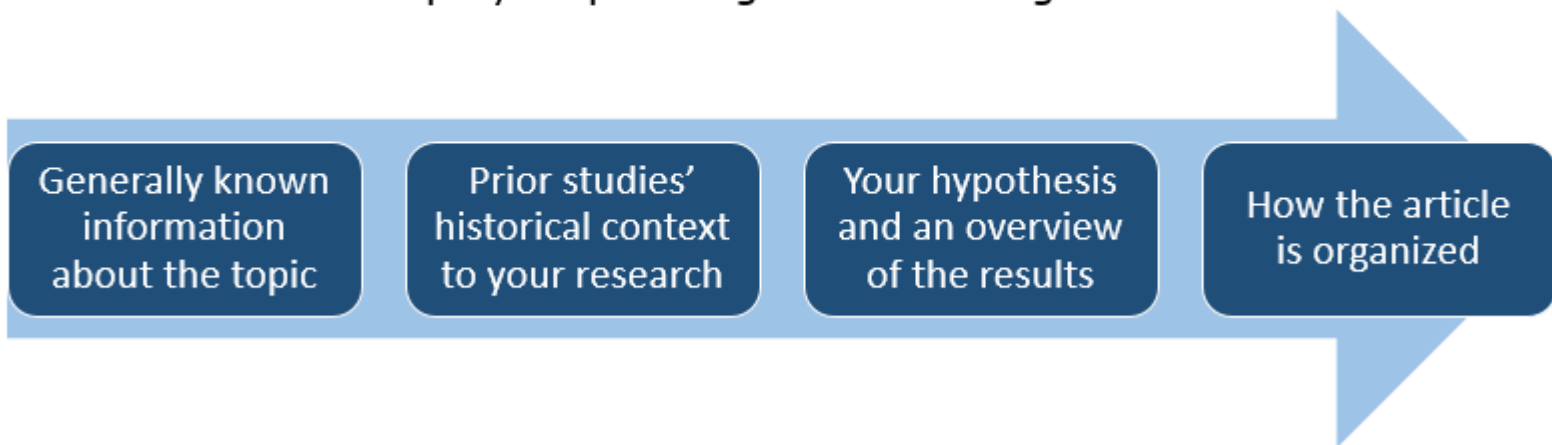 Generally known
information
about the topic
Prior studies’
historical context
to your research
Your hypothesis
and an overview
of the results
How the article
is organized